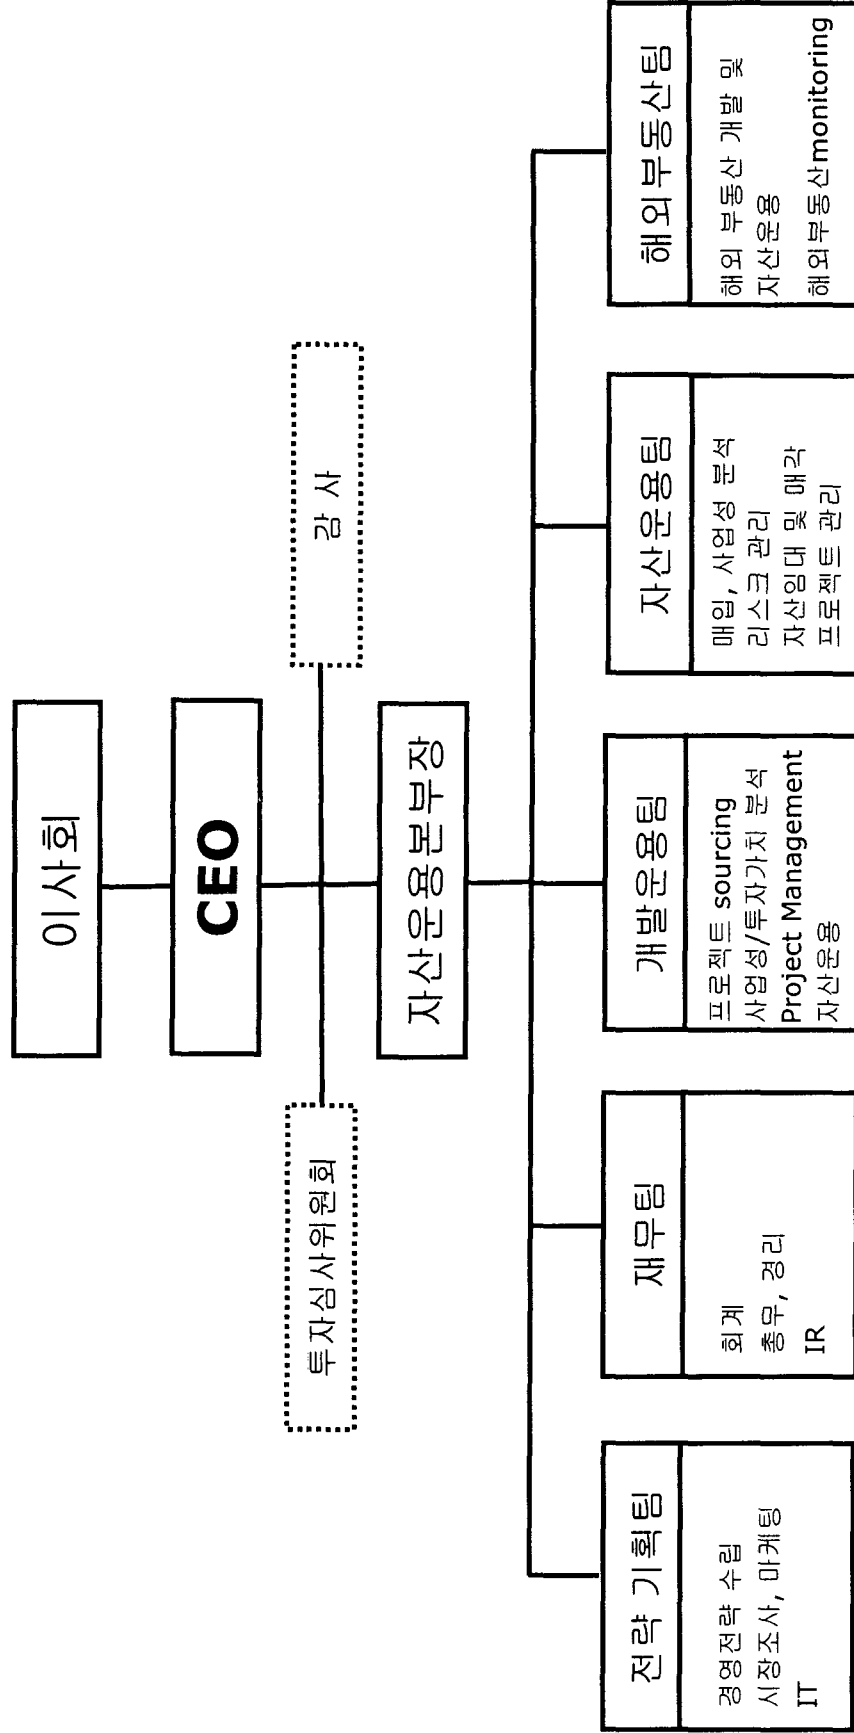 이사회
CEO
투자심사위원회
감 사
자산운용본부장
전략 기획팀
경영전략 수립
시장조사, 마케팅
IT
재무팀
회계
총무, 경리
IR
개발운용팀
프로젝트 sourcing
사업성/투자가치 분석
Project Management
자산운용
자산운용팀
매입, 사업성 분석
리스크 관리
자산임대 및 매각
프로젝트 관리
해외부동산팀
해외 부동산 개발 및
자산운용
해외부동산monitoring